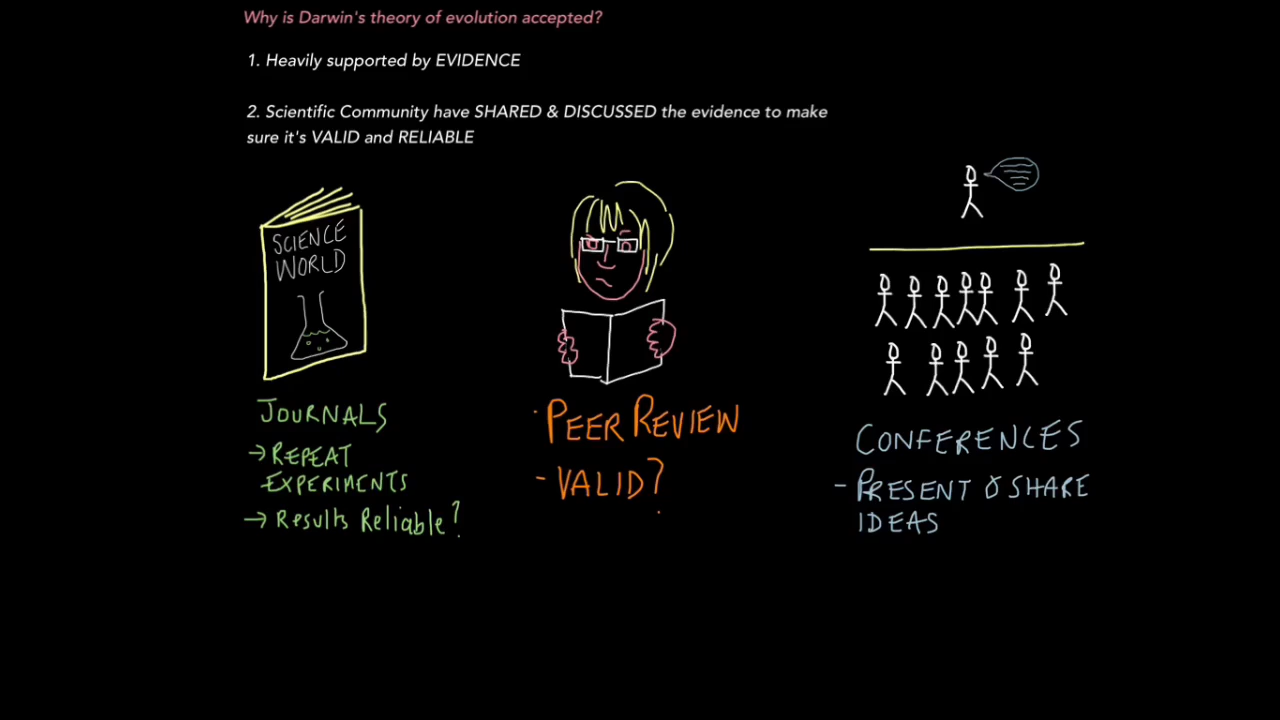 Why is Darwin's theory of evolution accepted?
1. Heavily supported by EVIDENCE
2. Scientific Community have SHARED & DISCUSSED the evidence to make
sure it's VALID and RELIABLE
SCIENCE
WORLD
JOURNALS
→ REPEAT
EXPERIMENTS
→ Results Reliable?
· PEER REVIEW
- VALID?
CONFERENCES
- PRESENT & SHARE
IDEAS